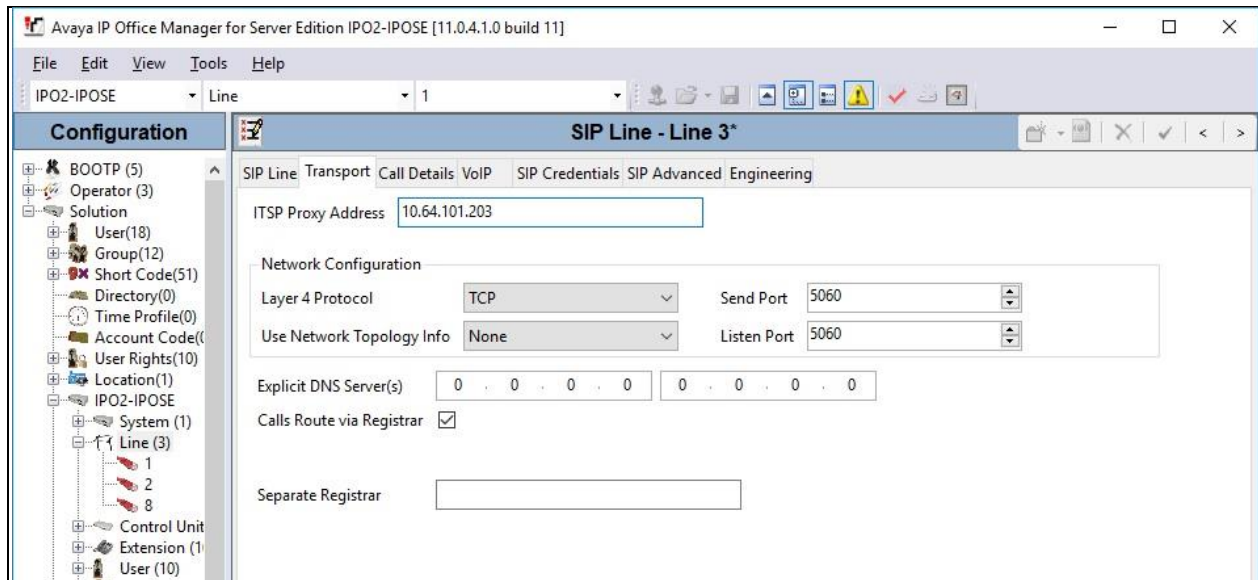 Avaya IP Office Manager for Server Edition IPO2-IPOSE [11.0.4.1.0 build 11]
File Edit View Tools Help
IPO2-IPOSE Line 1
Configuration
SIP Line - Line 3*
BOOTP (5)
Operator (3)
Solution
User(18)
Group(12)
Short Code(51)
Directory(0)
Time Profile(0)
Account Code(0
User Rights(10)
Location(1)
IPO2-IPOSE
System (1)
Line (3)
1
2
8
Control Unit
Extension (1
User (10)
SIP Line Transport Call Details VoIP SIP Credentials SIP Advanced Engineering
ITSP Proxy Address 10.64.101.203
Network Configuration
Layer 4 Protocol TCP Send Port 5060
Use Network Topology Info None Listen Port 5060
Explicit DNS Server(s) 0 . 0 . 0 . 0 0 . 0 . 0 . 0
Calls Route via Registrar
Separate Registrar